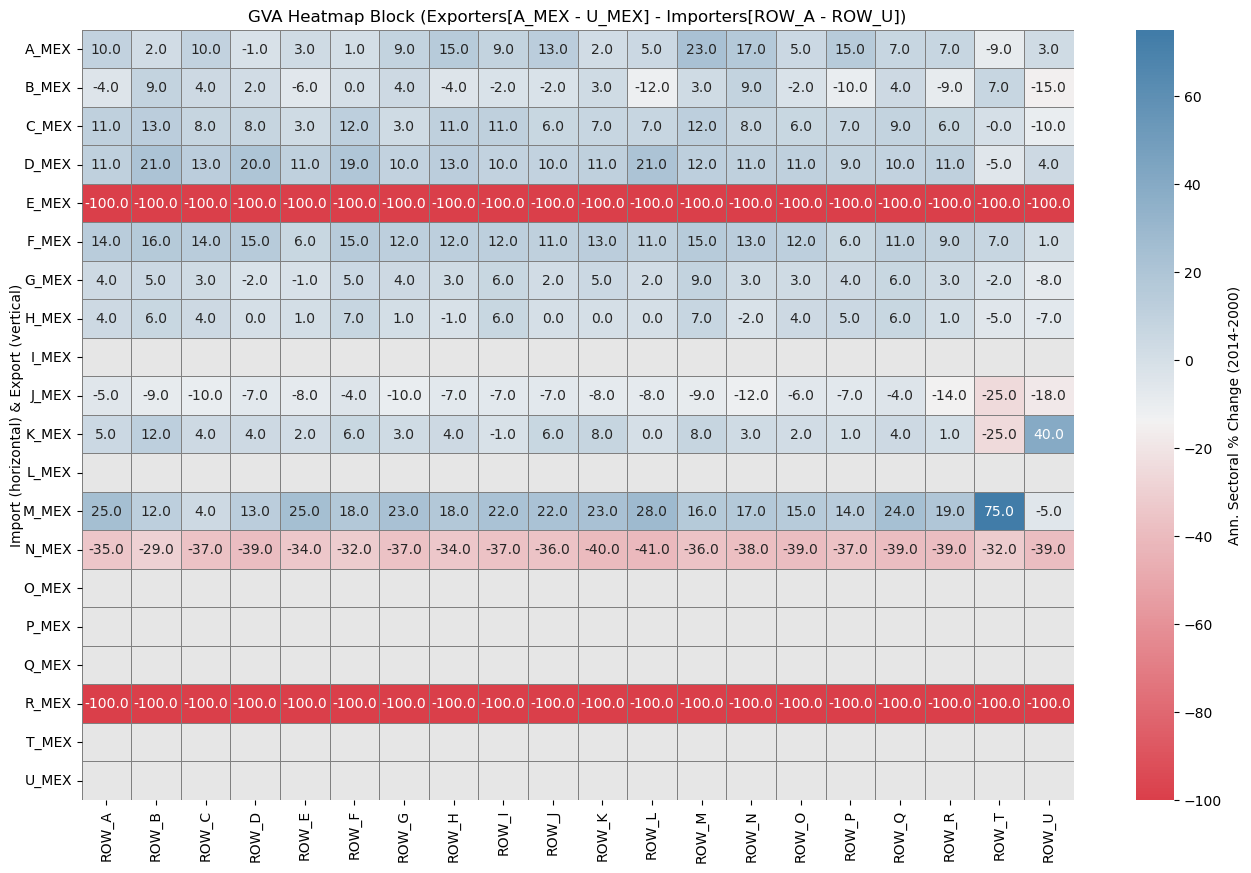 GVA Heatmap Block (Exporters[A_MEX - U_MEX] - Importers[ROW_A - ROW_U])
Import (horizontal) & Export (vertical)
A_MEX 10.0 2.0 10.0 -1.0 3.0 1.0 9.0 15.0 9.0 13.0 2.0 5.0 23.0 17.0 5.0 15.0 7.0 7.0 -9.0 3.0
B_MEX -4.0 9.0 4.0 2.0 -6.0 0.0 4.0 -4.0 -2.0 -2.0 3.0 -12.0 3.0 9.0 -2.0 -10.0 4.0 -9.0 7.0 -15.0
C_MEX 11.0 13.0 8.0 8.0 3.0 12.0 3.0 11.0 11.0 6.0 7.0 7.0 12.0 8.0 6.0 7.0 9.0 6.0 -0.0 -10.0
D_MEX 11.0 21.0 13.0 20.0 11.0 19.0 10.0 13.0 10.0 10.0 11.0 21.0 12.0 11.0 11.0 9.0 10.0 11.0 -5.0 4.0
E_MEX -100.0 -100.0 -100.0 -100.0 -100.0 -100.0 -100.0 -100.0 -100.0 -100.0 -100.0 -100.0 -100.0 -100.0 -100.0 -100.0 -100.0 -100.0 -100.0 -100.0
F_MEX 14.0 16.0 14.0 15.0 6.0 15.0 12.0 12.0 12.0 11.0 13.0 11.0 15.0 13.0 12.0 6.0 11.0 9.0 7.0 1.0
G_MEX 4.0 5.0 3.0 -2.0 -1.0 5.0 4.0 3.0 6.0 2.0 5.0 2.0 9.0 3.0 3.0 4.0 6.0 3.0 -2.0 -8.0
H_MEX 4.0 6.0 4.0 0.0 1.0 7.0 1.0 -1.0 6.0 0.0 0.0 0.0 7.0 -2.0 4.0 5.0 6.0 1.0 -5.0 -7.0
I_MEX
J_MEX -5.0 -9.0 -10.0 -7.0 -8.0 -4.0 -10.0 -7.0 -7.0 -7.0 -8.0 -8.0 -9.0 -12.0 -6.0 -7.0 -4.0 -14.0 -25.0 -18.0
K_MEX 5.0 12.0 4.0 4.0 2.0 6.0 3.0 4.0 -1.0 6.0 8.0 0.0 8.0 3.0 2.0 1.0 4.0 1.0 -25.0 40.0
L_MEX
M_MEX 25.0 12.0 4.0 13.0 25.0 18.0 23.0 18.0 22.0 22.0 23.0 28.0 16.0 17.0 15.0 14.0 24.0 19.0 75.0 -5.0
N_MEX -35.0 -29.0 -37.0 -39.0 -34.0 -32.0 -37.0 -34.0 -37.0 -36.0 -40.0 -41.0 -36.0 -38.0 -39.0 -37.0 -39.0 -39.0 -32.0 -39.0
O_MEX
P_MEX
Q_MEX
R_MEX -100.0 -100.0 -100.0 -100.0 -100.0 -100.0 -100.0 -100.0 -100.0 -100.0 -100.0 -100.0 -100.0 -100.0 -100.0 -100.0 -100.0 -100.0 -100.0 -100.0
T_MEX
U_MEX
ROW_A ROW_B ROW_C ROW_D ROW_E ROW_F ROW_G ROW_H ROW_I ROW_J ROW_K ROW_L ROW_M ROW_N ROW_O ROW_P ROW_Q ROW_R ROW_T ROW_U
60
40
20
0
−20
−40
−60
−80
−100
Ann. Sectoral % Change (2014-2000)